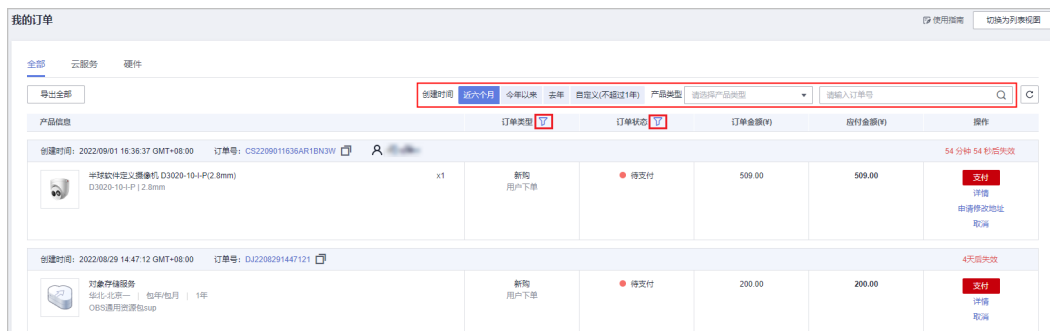 我的订单 使用指南 切换为列表视图
全部 云服务 硬件
导出全部 创建时间 近六个月 今年以来 去年 自定义(不超过1年) 产品类型 请选择产品类型 请输入订单号
产品信息 订单类型 订单状态 订单金额(¥) 应付金额(¥) 操作
创建时间：2022/09/01 16:36:37 GMT+08:00 订单号：CS2209011636AR1BN3W 54 分钟 54 秒后失效
半球软件定义摄像机 D3020-10-I-P(2.8mm) x1 新购 待支付 509.00 509.00 支付
D3020-10-I-P | 2.8mm 用户下单 详情
申请修改地址
取消
创建时间：2022/08/29 14:47:12 GMT+08:00 订单号：DJ2208291447121 4天后失效
对象存储服务 新购 待支付 200.00 200.00 支付
华北-北京一 | 包年/包月 | 1年 用户下单 详情
OBS通用资源包sup 取消